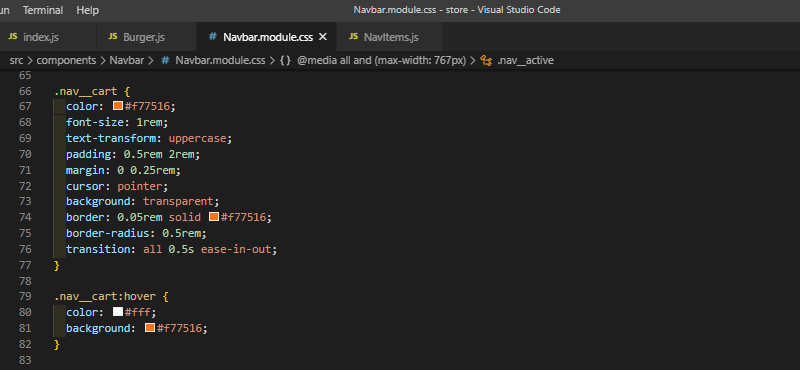 un Terminal Help Navbar.module.css - store - Visual Studio Code
JS index.js JS Burger.js # Navbar.module.css × JS NavItems.js
src > components > Navbar > # Navbar.module.css > { } @media all and (max-width: 767px) > .nav__active
65
66 .nav__cart {
67 color: #f77516;
68 font-size: 1rem;
69 text-transform: uppercase;
70 padding: 0.5rem 2rem;
71 margin: 0 0.25rem;
72 cursor: pointer;
73 background: transparent;
74 border: 0.05rem solid #f77516;
75 border-radius: 0.5rem;
76 transition: all 0.5s ease-in-out;
77 }
78
79 .nav__cart:hover {
80 color: #fff;
81 background: #f77516;
82 }
83